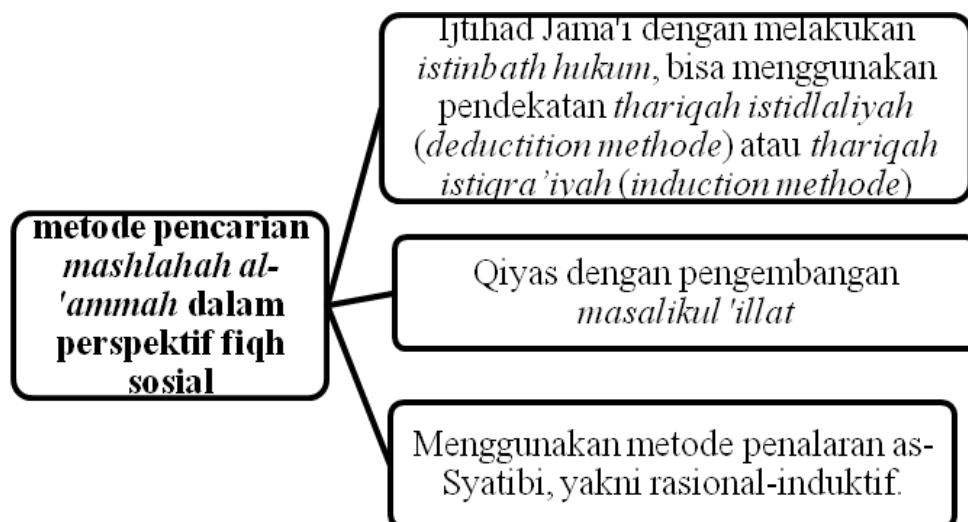 Ijtihad Jama'i dengan melakukan
istinbath hukum, bisa menggunakan
pendekatan thariqah istidlaliyah
(deductition methode) atau thariqah
istiqra'iyah (induction methode)
metode pencarian
mashlahah al-
'ammah dalam
perspektif fiqh
sosial
Qiyas dengan pengembangan
masalikul 'illat
Menggunakan metode penalaran as-
Syatibi, yakni rasional-induktif.